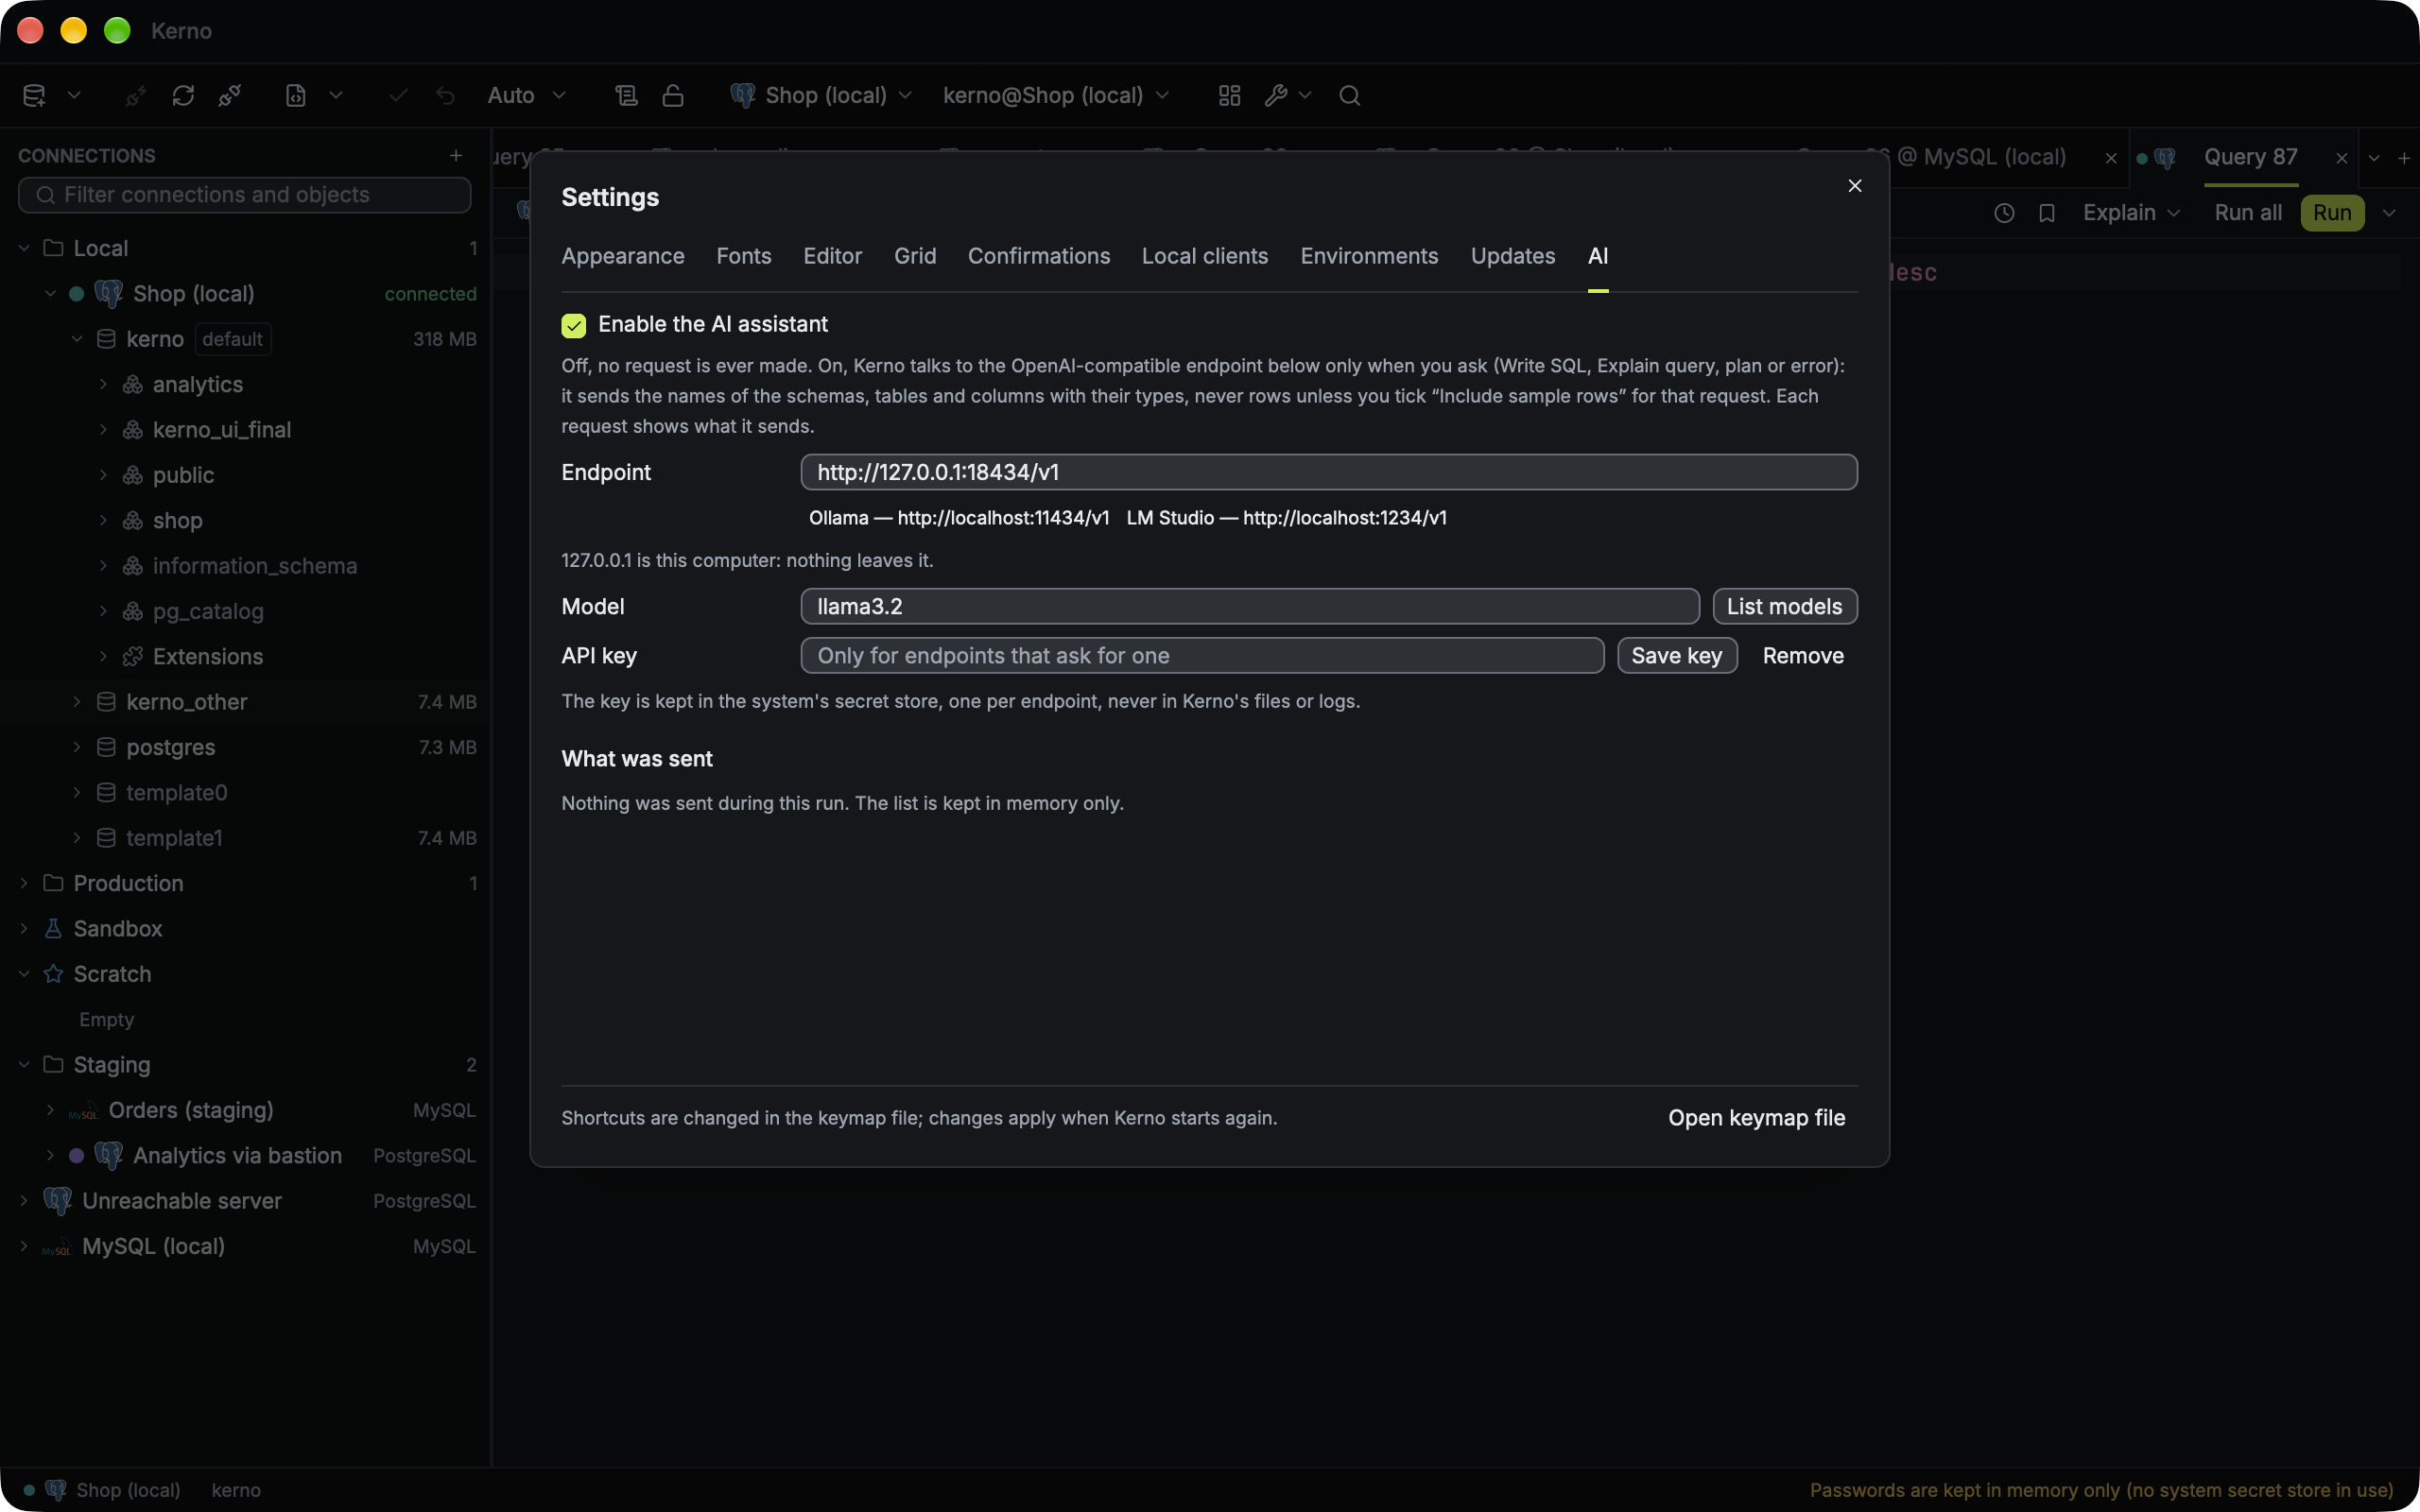 Kerno
Auto
Shop (local)
kerno@Shop (local)
CONNECTIONS
Filter connections and objects
Local 1
Shop (local) connected
kerno default 318 MB
analytics
kerno_ui_final
public
shop
information_schema
pg_catalog
Extensions
kerno_other 7.4 MB
postgres 7.3 MB
template0
template1 7.4 MB
Production 1
Sandbox
Scratch
Empty
Staging 2
MySQL Orders (staging) MySQL
Analytics via bastion PostgreSQL
Unreachable server PostgreSQL
MySQL MySQL (local) MySQL
@ MySQL (local)
Query 87
Explain
Run all
Run
Settings
Appearance Fonts Editor Grid Confirmations Local clients Environments Updates AI
Enable the AI assistant
Off, no request is ever made. On, Kerno talks to the OpenAI-compatible endpoint below only when you ask (Write SQL, Explain query, plan or error):
it sends the names of the schemas, tables and columns with their types, never rows unless you tick “Include sample rows” for that request. Each
request shows what it sends.
Endpoint http://127.0.0.1:18434/v1
Ollama — http://localhost:11434/v1 LM Studio — http://localhost:1234/v1
127.0.0.1 is this computer: nothing leaves it.
Model llama3.2 List models
API key Only for endpoints that ask for one Save key Remove
The key is kept in the system's secret store, one per endpoint, never in Kerno's files or logs.
What was sent
Nothing was sent during this run. The list is kept in memory only.
Shortcuts are changed in the keymap file; changes apply when Kerno starts again. Open keymap file
Shop (local) kerno
Passwords are kept in memory only (no system secret store in use)